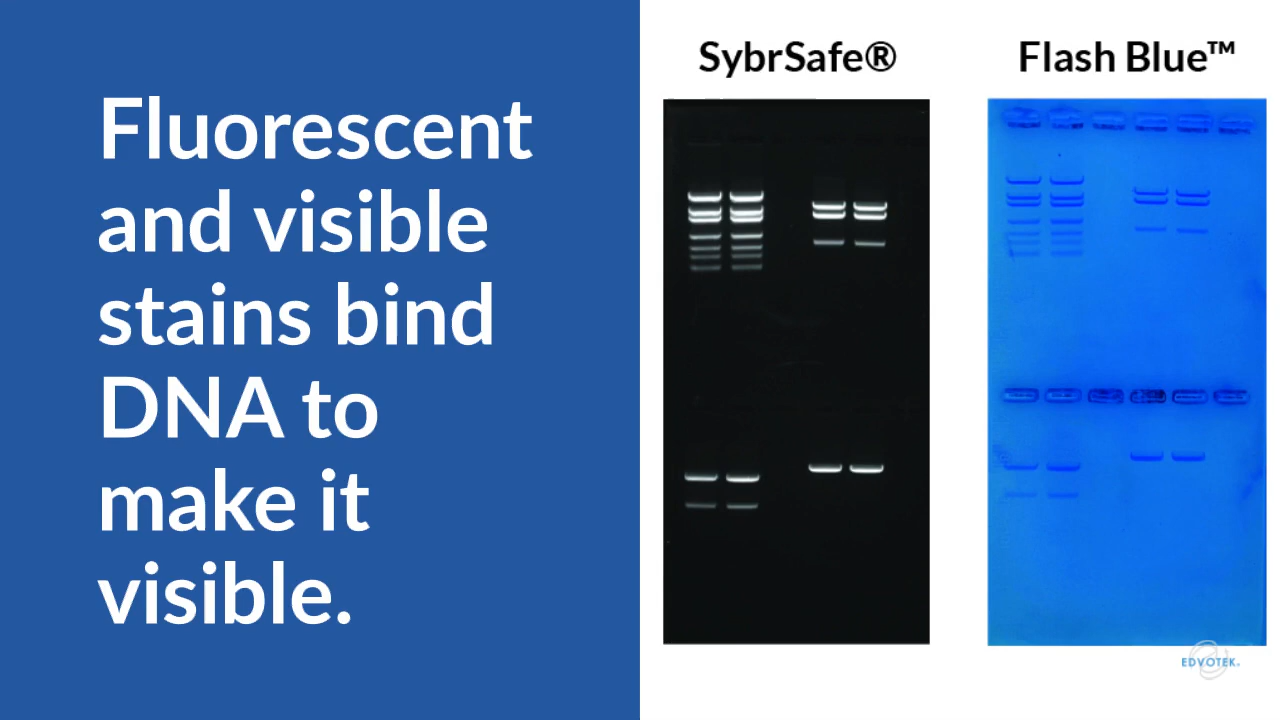 Fluorescent
and visible
stains bind
DNA to
make it
visible.
SybrSafe®
Flash Blue™
EDVOTEK®